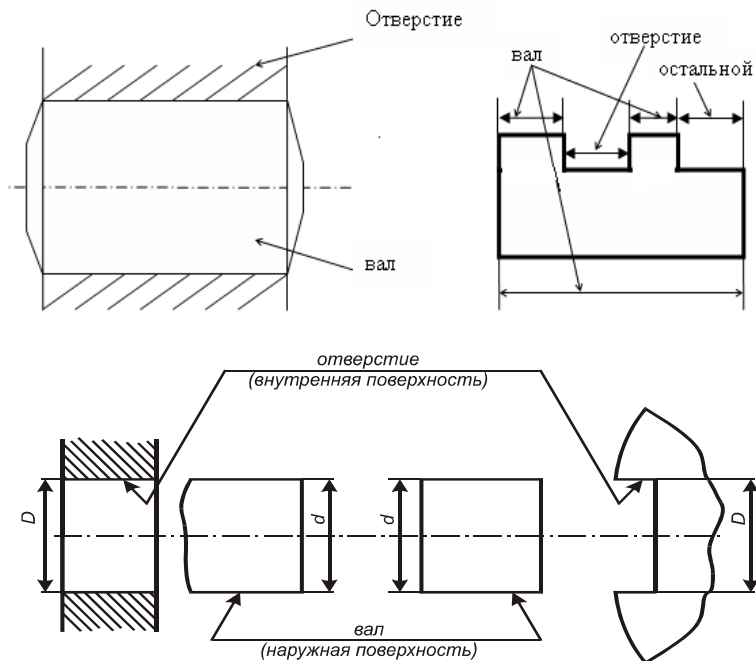 Отверстие
вал
вал
отверстие
остальной
отверстие
(внутренняя поверхность)
D
d
d
D
вал
(наружная поверхность)